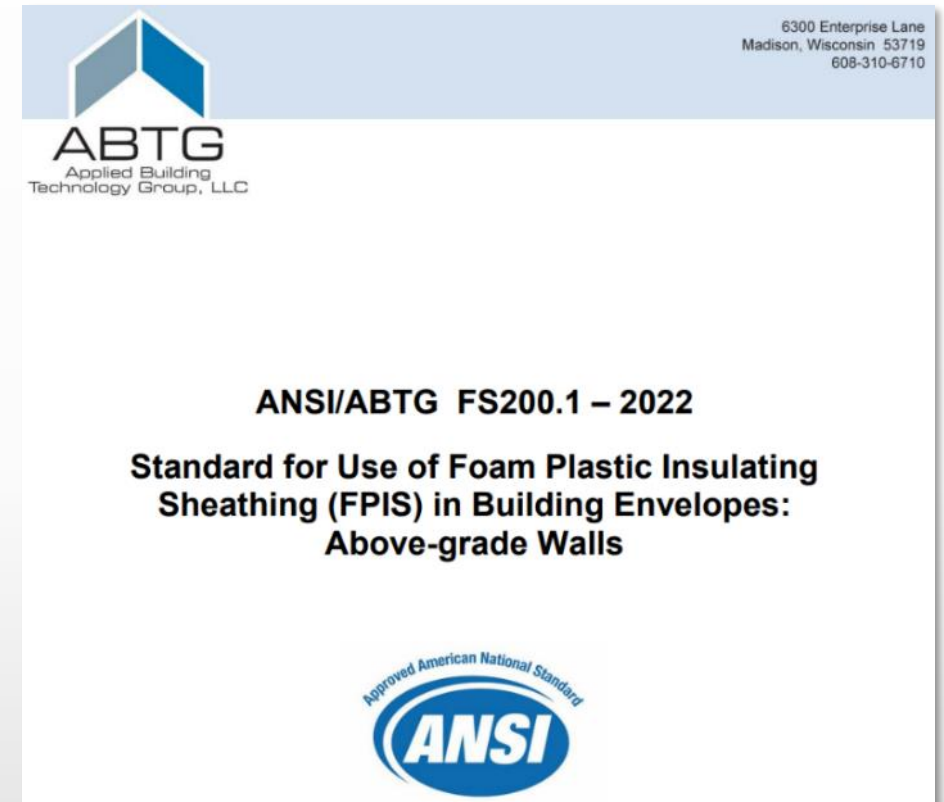 6300 Enterprise Lane
Madison, Wisconsin 53719
608-310-6710
ABTG
Applied Building
Technology Group, LLC
ANSI/ABTG FS200.1 – 2022
Standard for Use of Foam Plastic Insulating
Sheathing (FPIS) in Building Envelopes:
Above-grade Walls
Approved American National Standard
ANSI